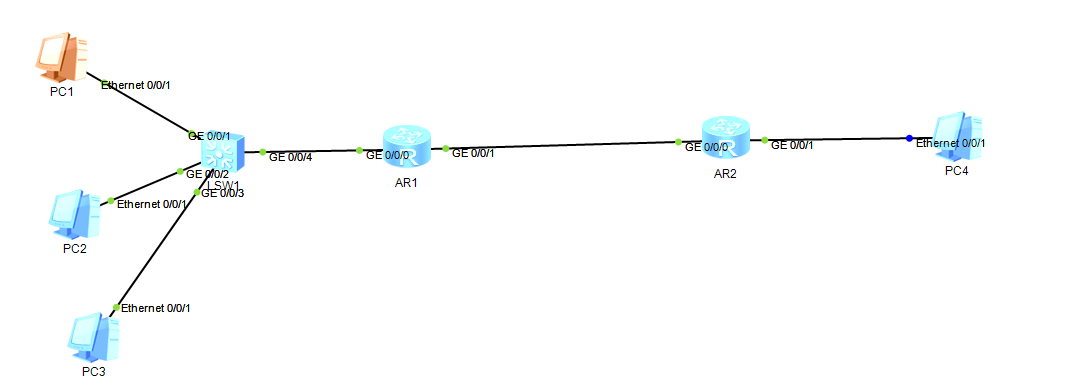 PC1
Ethernet 0/0/1
GE 0/0/1
GE 0/0/2
LSW1
GE 0/0/3
GE 0/0/4
GE 0/0/0
R
AR1
GE 0/0/1
GE 0/0/0
R
AR2
GE 0/0/1
Ethernet 0/0/1
PC4
Ethernet 0/0/1
PC2
Ethernet 0/0/1
PC3